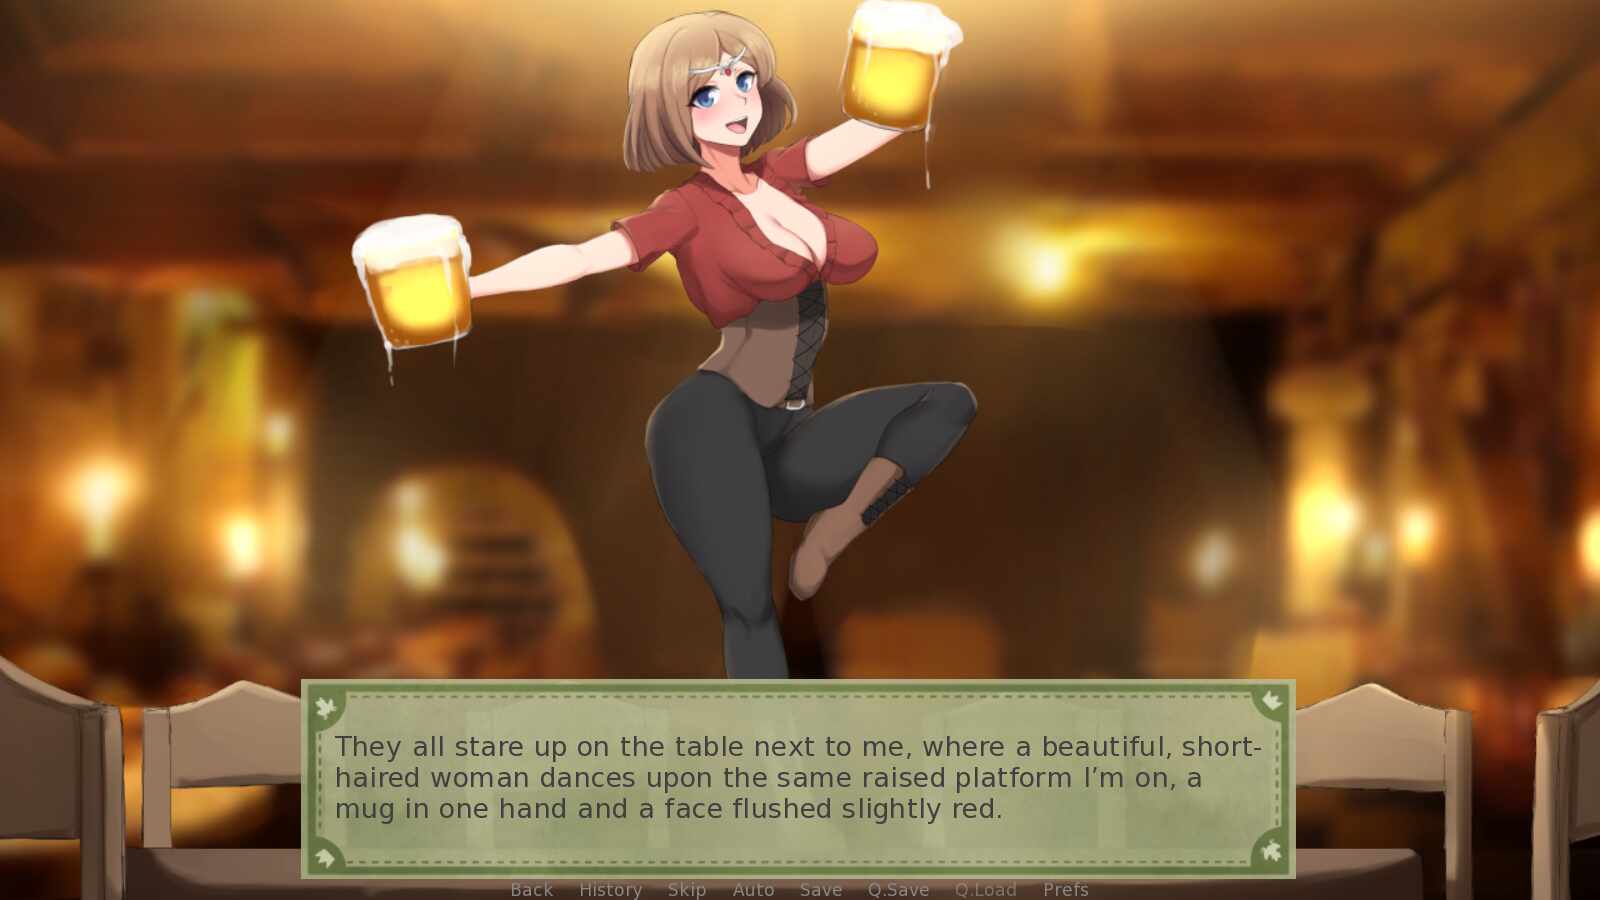 They all stare up on the table next to me, where a beautiful, short-
haired woman dances upon the same raised platform I’m on, a
mug in one hand and a face flushed slightly red.
Back History Skip Auto Save Q.Save Q.Load Prefs